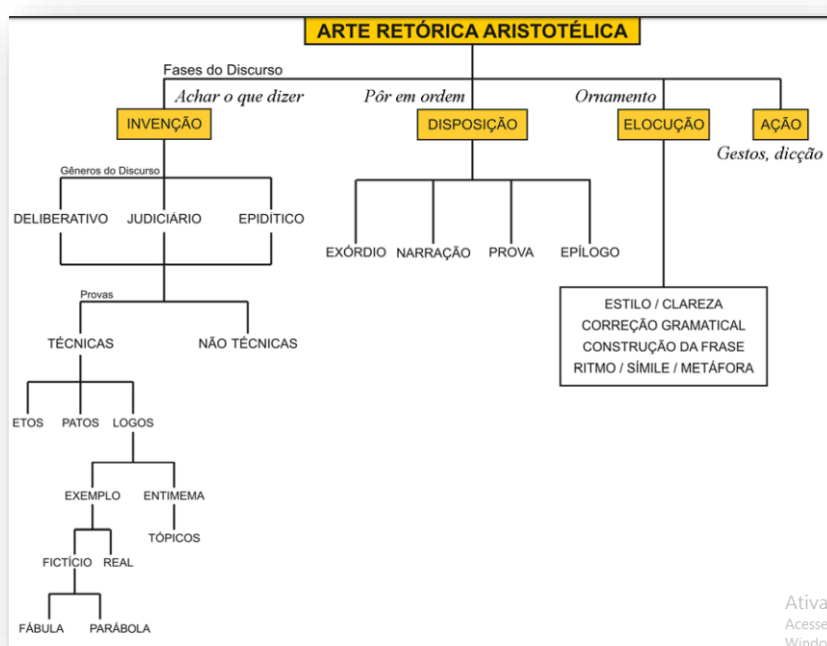 ARTE RETÓRICA ARISTOTÉLICA
Fases do Discurso
Achar o que dizer
Pôr em ordem
Ornamento
INVENÇÃO
DISPOSIÇÃO
ELOCUÇÃO
AÇÃO
Gestos, dicção
Gêneros do Discurso
DELIBERATIVO
JUDICIÁRIO
EPIDÍTICO
EXÓRDIO
NARRAÇÃO
PROVA
EPÍLOGO
Provas
ESTILO / CLAREZA
CORREÇÃO GRAMATICAL
CONSTRUÇÃO DA FRASE
RITMO / SÍMILE / METÁFORA
TÉCNICAS
NÃO TÉCNICAS
ETOS
PATOS
LOGOS
EXEMPLO
ENTIMEMA
TÓPICOS
FICTÍCIO
REAL
FÁBULA
PARÁBOLA
Ativa
Acesse
Windo